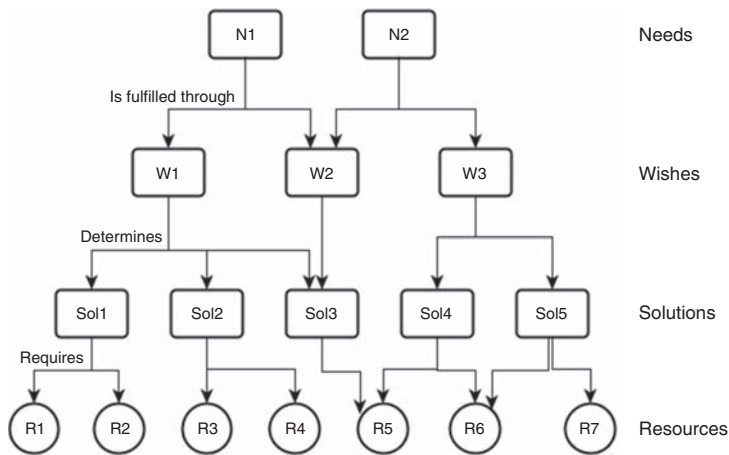 N1 N2 Needs
Is fulfilled through
W1 W2 W3 Wishes
Determines
Sol1 Sol2 Sol3 Sol4 Sol5 Solutions
Requires
R1 R2 R3 R4 R5 R6 R7 Resources